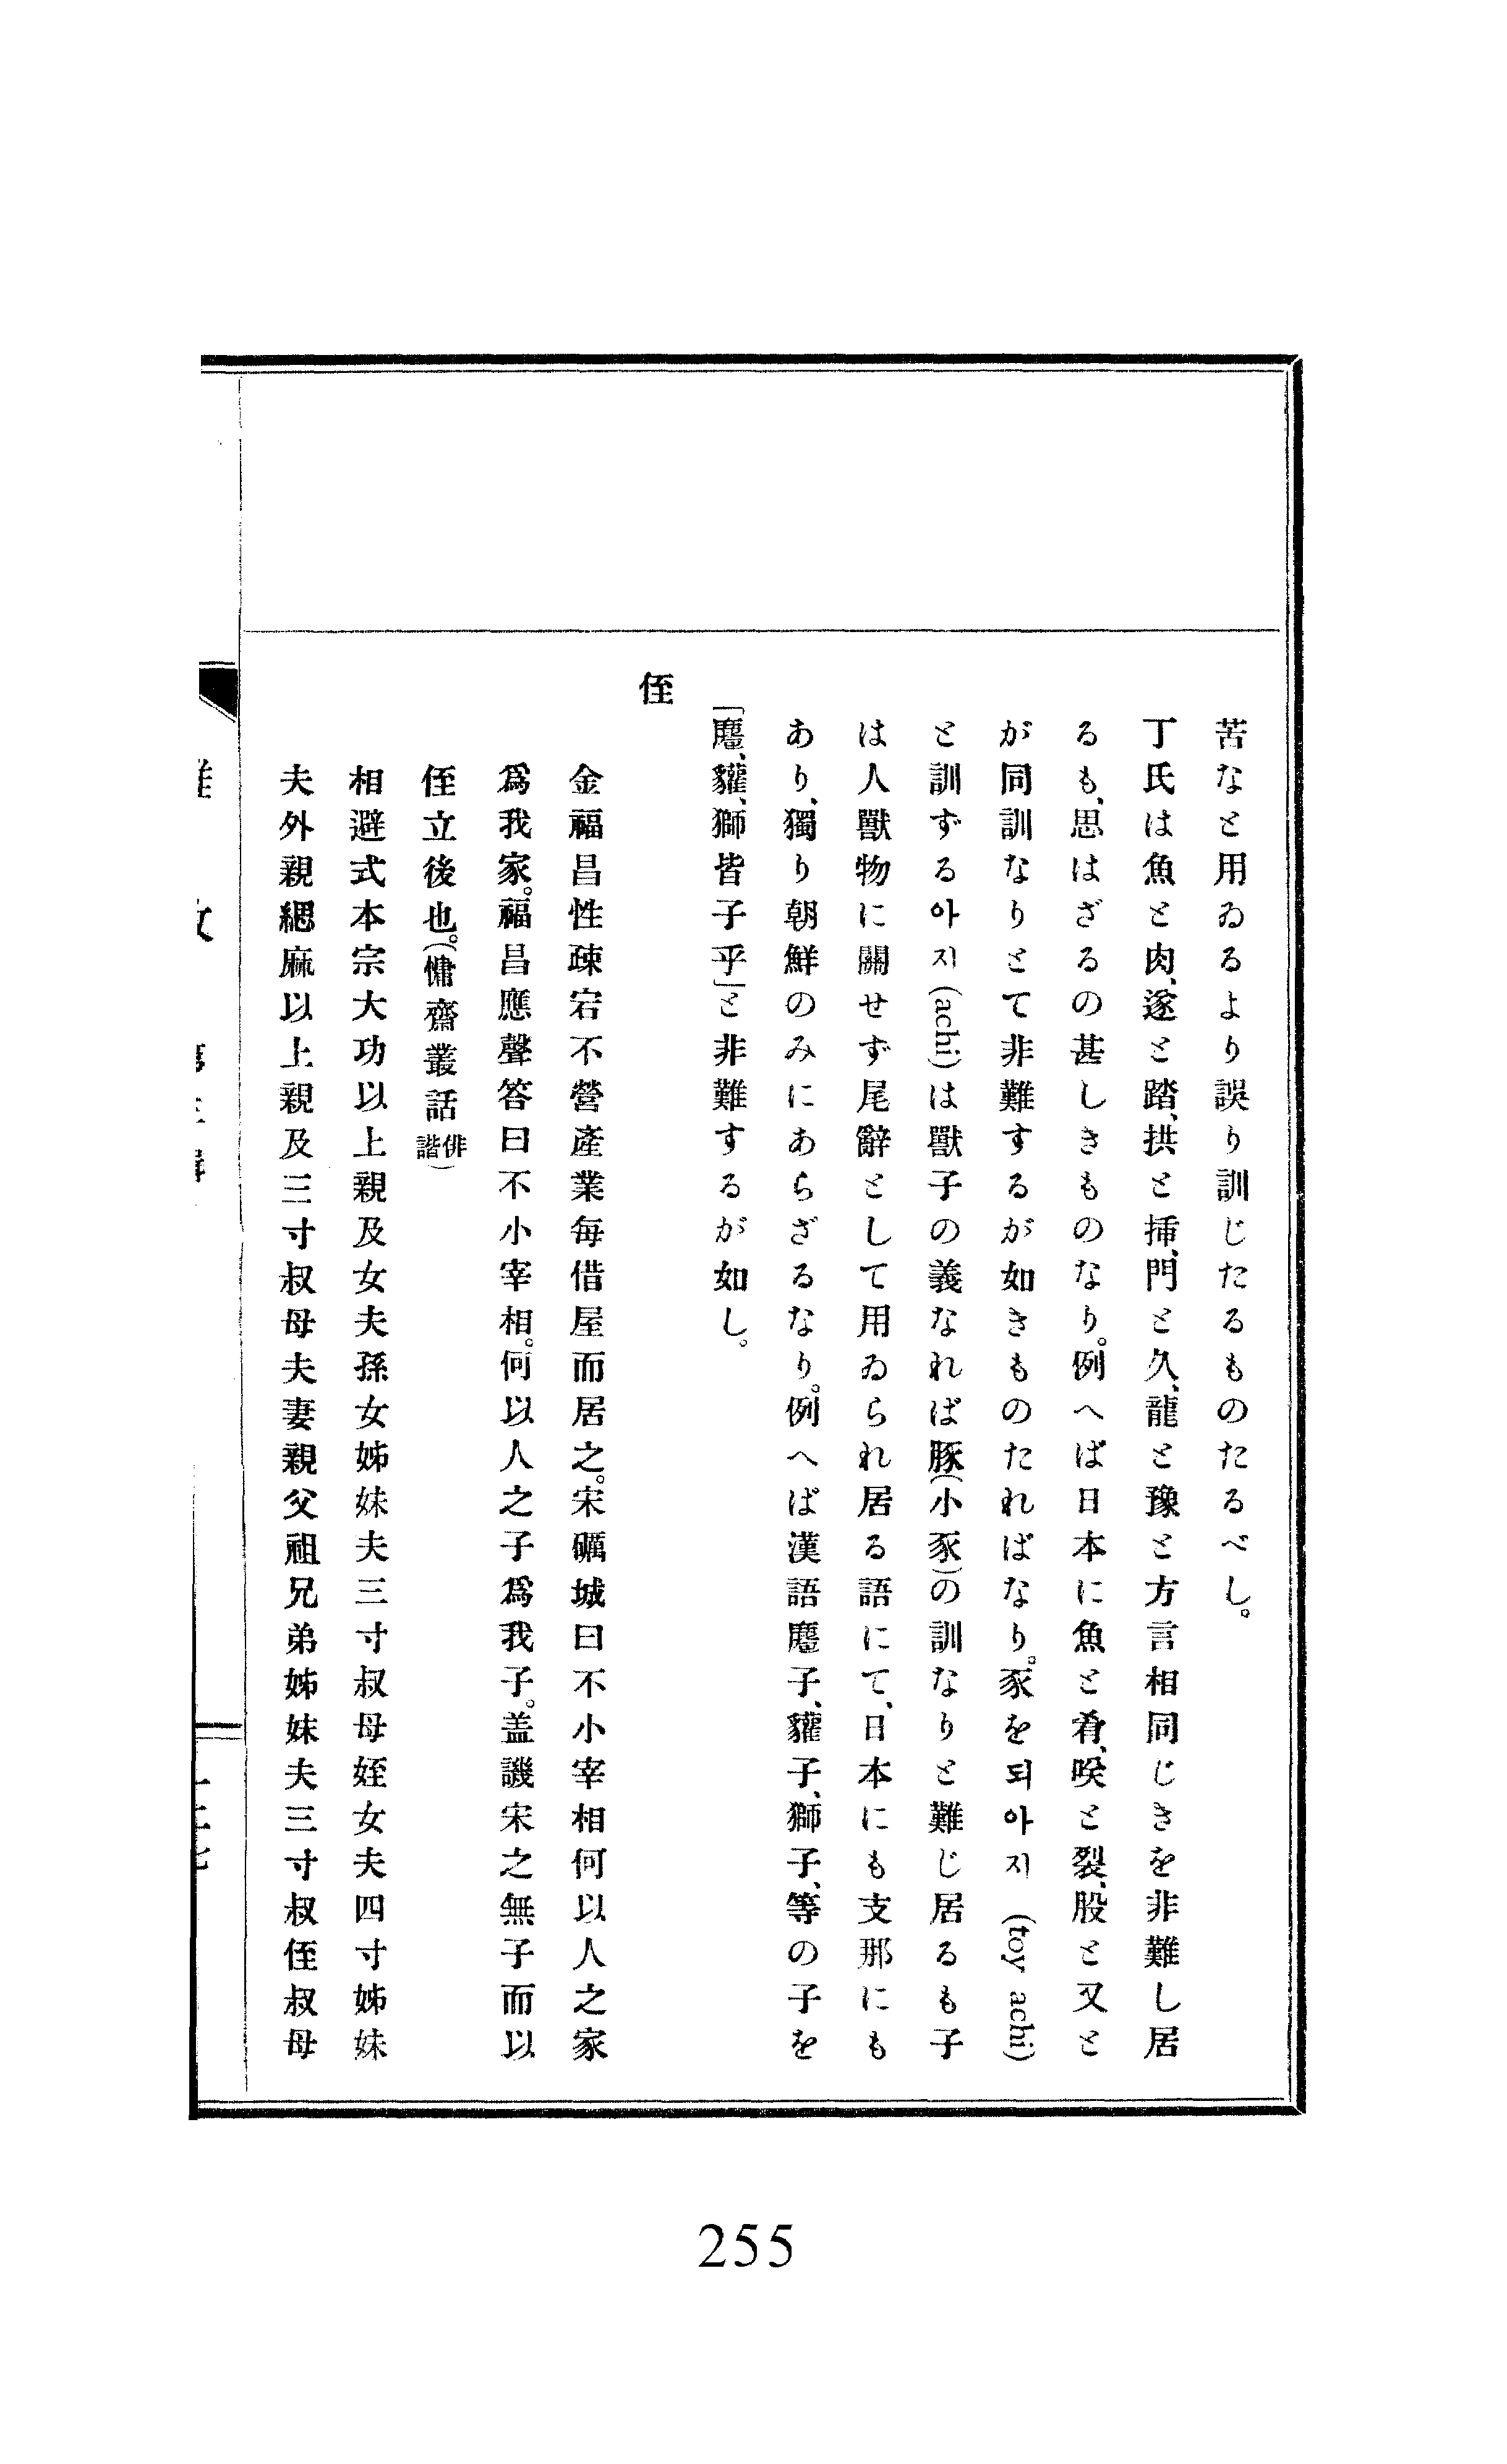 苦なと用ゐるより誤り訓じたるものたるべし。
丁氏は魚と肉、遂と踏、拱と揷、門と久、龍と豫と方言相同じきを非難し居
るも、思はざるの甚しきものなり。例へば日本に魚と肴、咲と裂、股と又と
が同訓なりとて非難するが如きものたればなり。豕を되아지 (toy achi)
と訓ずる아지(achi)は獸子の義なれば豚(小豕)の訓なりと難じ居るも子
は人獸物に關せず尾辭として用ゐられ居る語にて、日本にも支那にも
あり、獨り朝鮮のみにあらざるなり。例へば漢語麅子、貛子、獅子、等の子を
「麅、貛、獅皆子乎」と非難するが如し。
侄
金福昌性疎宕不營產業每借屋而居之。宋礪城曰不小宰相何以人之家
爲我家。福昌應聲答曰不小宰相。何以人之子爲我子。盖譏宋之無子而以
侄立後也。(慵齋叢話俳諧)
相避式本宗大功以上親及女夫孫女姊妹夫三寸叔母姪女夫四寸姊妹
夫外親緦麻以上親及三寸叔母夫妻親父祖兄弟姊妹夫三寸叔侄叔母
255